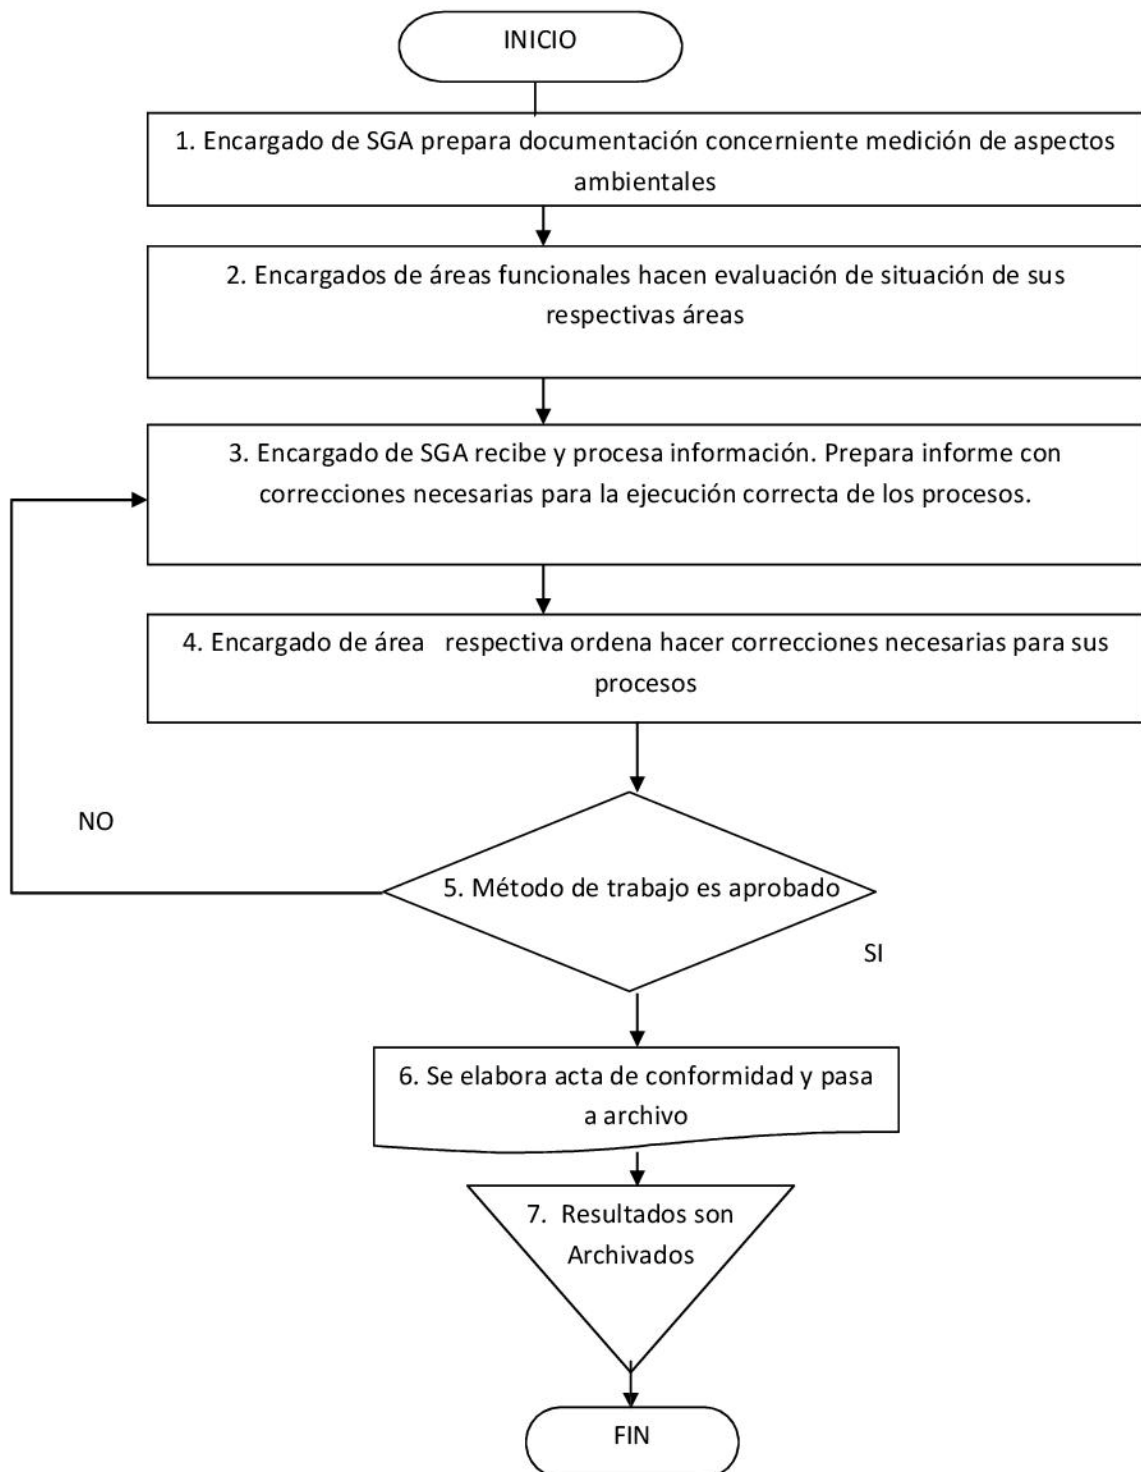 INICIO
1. Encargado de SGA prepara documentación concerniente medición de aspectos
ambientales
2. Encargados de áreas funcionales hacen evaluación de situación de sus
respectivas áreas
3. Encargado de SGA recibe y procesa información. Prepara informe con
correcciones necesarias para la ejecución correcta de los procesos.
4. Encargado de área respectiva ordena hacer correcciones necesarias para sus
procesos
NO
5. Método de trabajo es aprobado
SI
6. Se elabora acta de conformidad y pasa
a archivo
7. Resultados son
Archivados
FIN